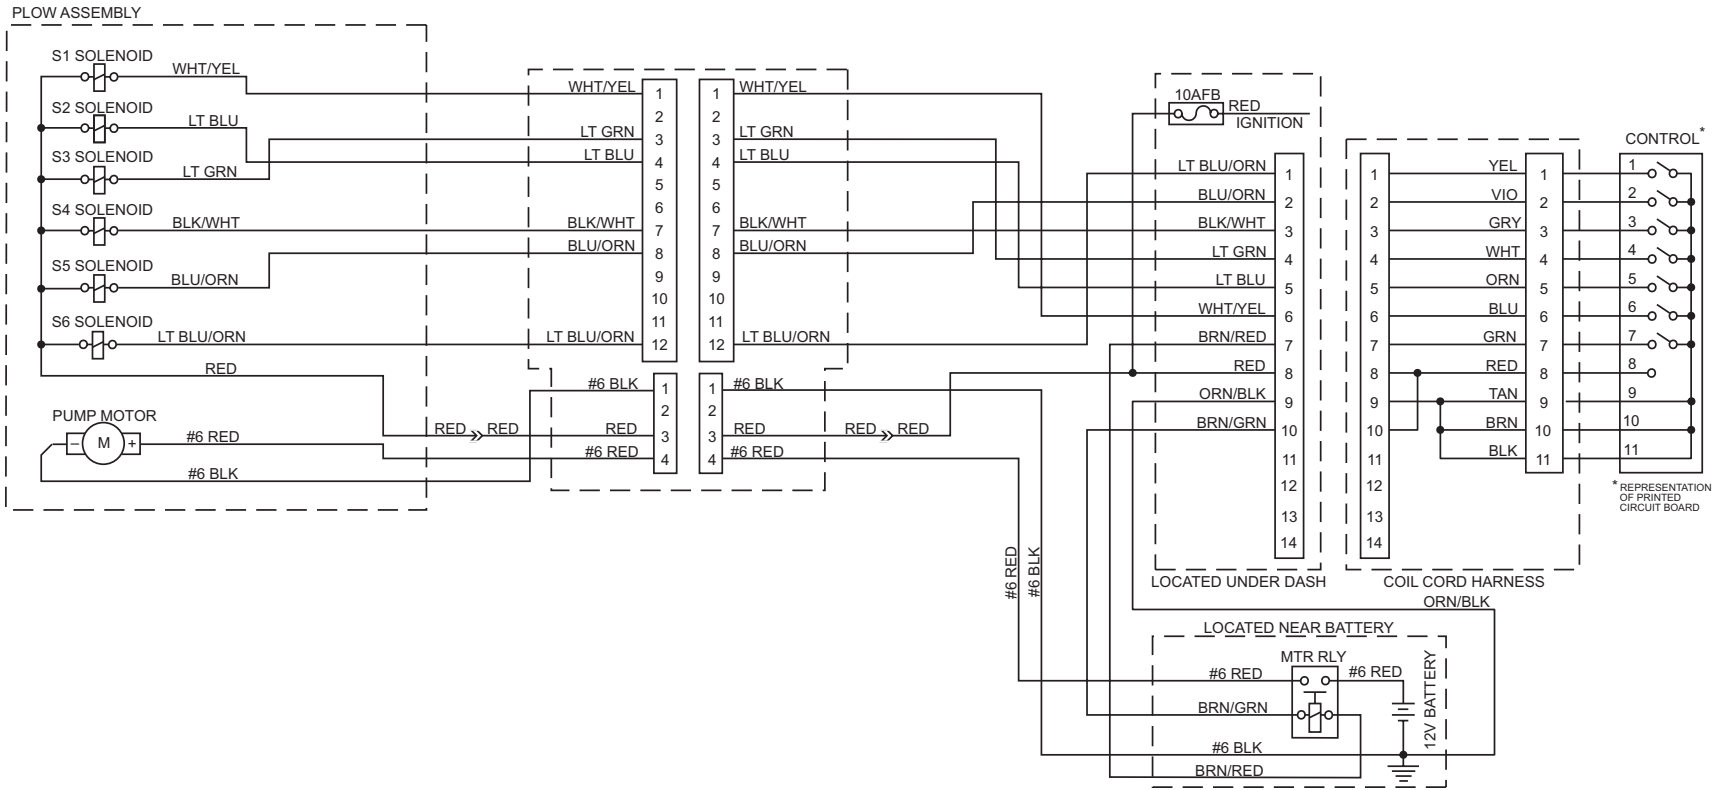 PLOW ASSEMBLY
S1 SOLENOID
WHT/YEL
S2 SOLENOID
LT BLU
S3 SOLENOID
LT GRN
S4 SOLENOID
BLK/WHT
S5 SOLENOID
BLU/ORN
S6 SOLENOID
LT BLU/ORN
RED
PUMP MOTOR
– M +
#6 RED
#6 BLK
RED RED
WHT/YEL 1
2
LT GRN 3
LT BLU 4
5
6
BLK/WHT 7
BLU/ORN 8
9
10
11
LT BLU/ORN 12
#6 BLK 1
2
RED 3
#6 RED 4
1 WHT/YEL
2
3 LT GRN
4 LT BLU
5
6
7 BLK/WHT
8 BLU/ORN
9
10
11
12 LT BLU/ORN
1 #6 BLK
2
3 RED
4 #6 RED
RED RED
#6 RED
#6 BLK
10AFB
RED
IGNITION
LT BLU/ORN 1
BLU/ORN 2
BLK/WHT 3
LT GRN 4
LT BLU 5
WHT/YEL 6
BRN/RED 7
RED 8
ORN/BLK 9
BRN/GRN 10
11
12
13
14
LOCATED UNDER DASH
1 YEL 1
2 VIO 2
3 GRY 3
4 WHT 4
5 ORN 5
6 BLU 6
7 GRN 7
8 RED 8
9 TAN 9
10 BRN 10
11 BLK 11
12
13
14
COIL CORD HARNESS
CONTROL*
1
2
3
4
5
6
7
8
9
10
11
* REPRESENTATION
OF PRINTED
CIRCUIT BOARD
ORN/BLK
LOCATED NEAR BATTERY
MTR RLY
#6 RED
#6 RED
BRN/GRN
12V BATTERY
#6 BLK
BRN/RED